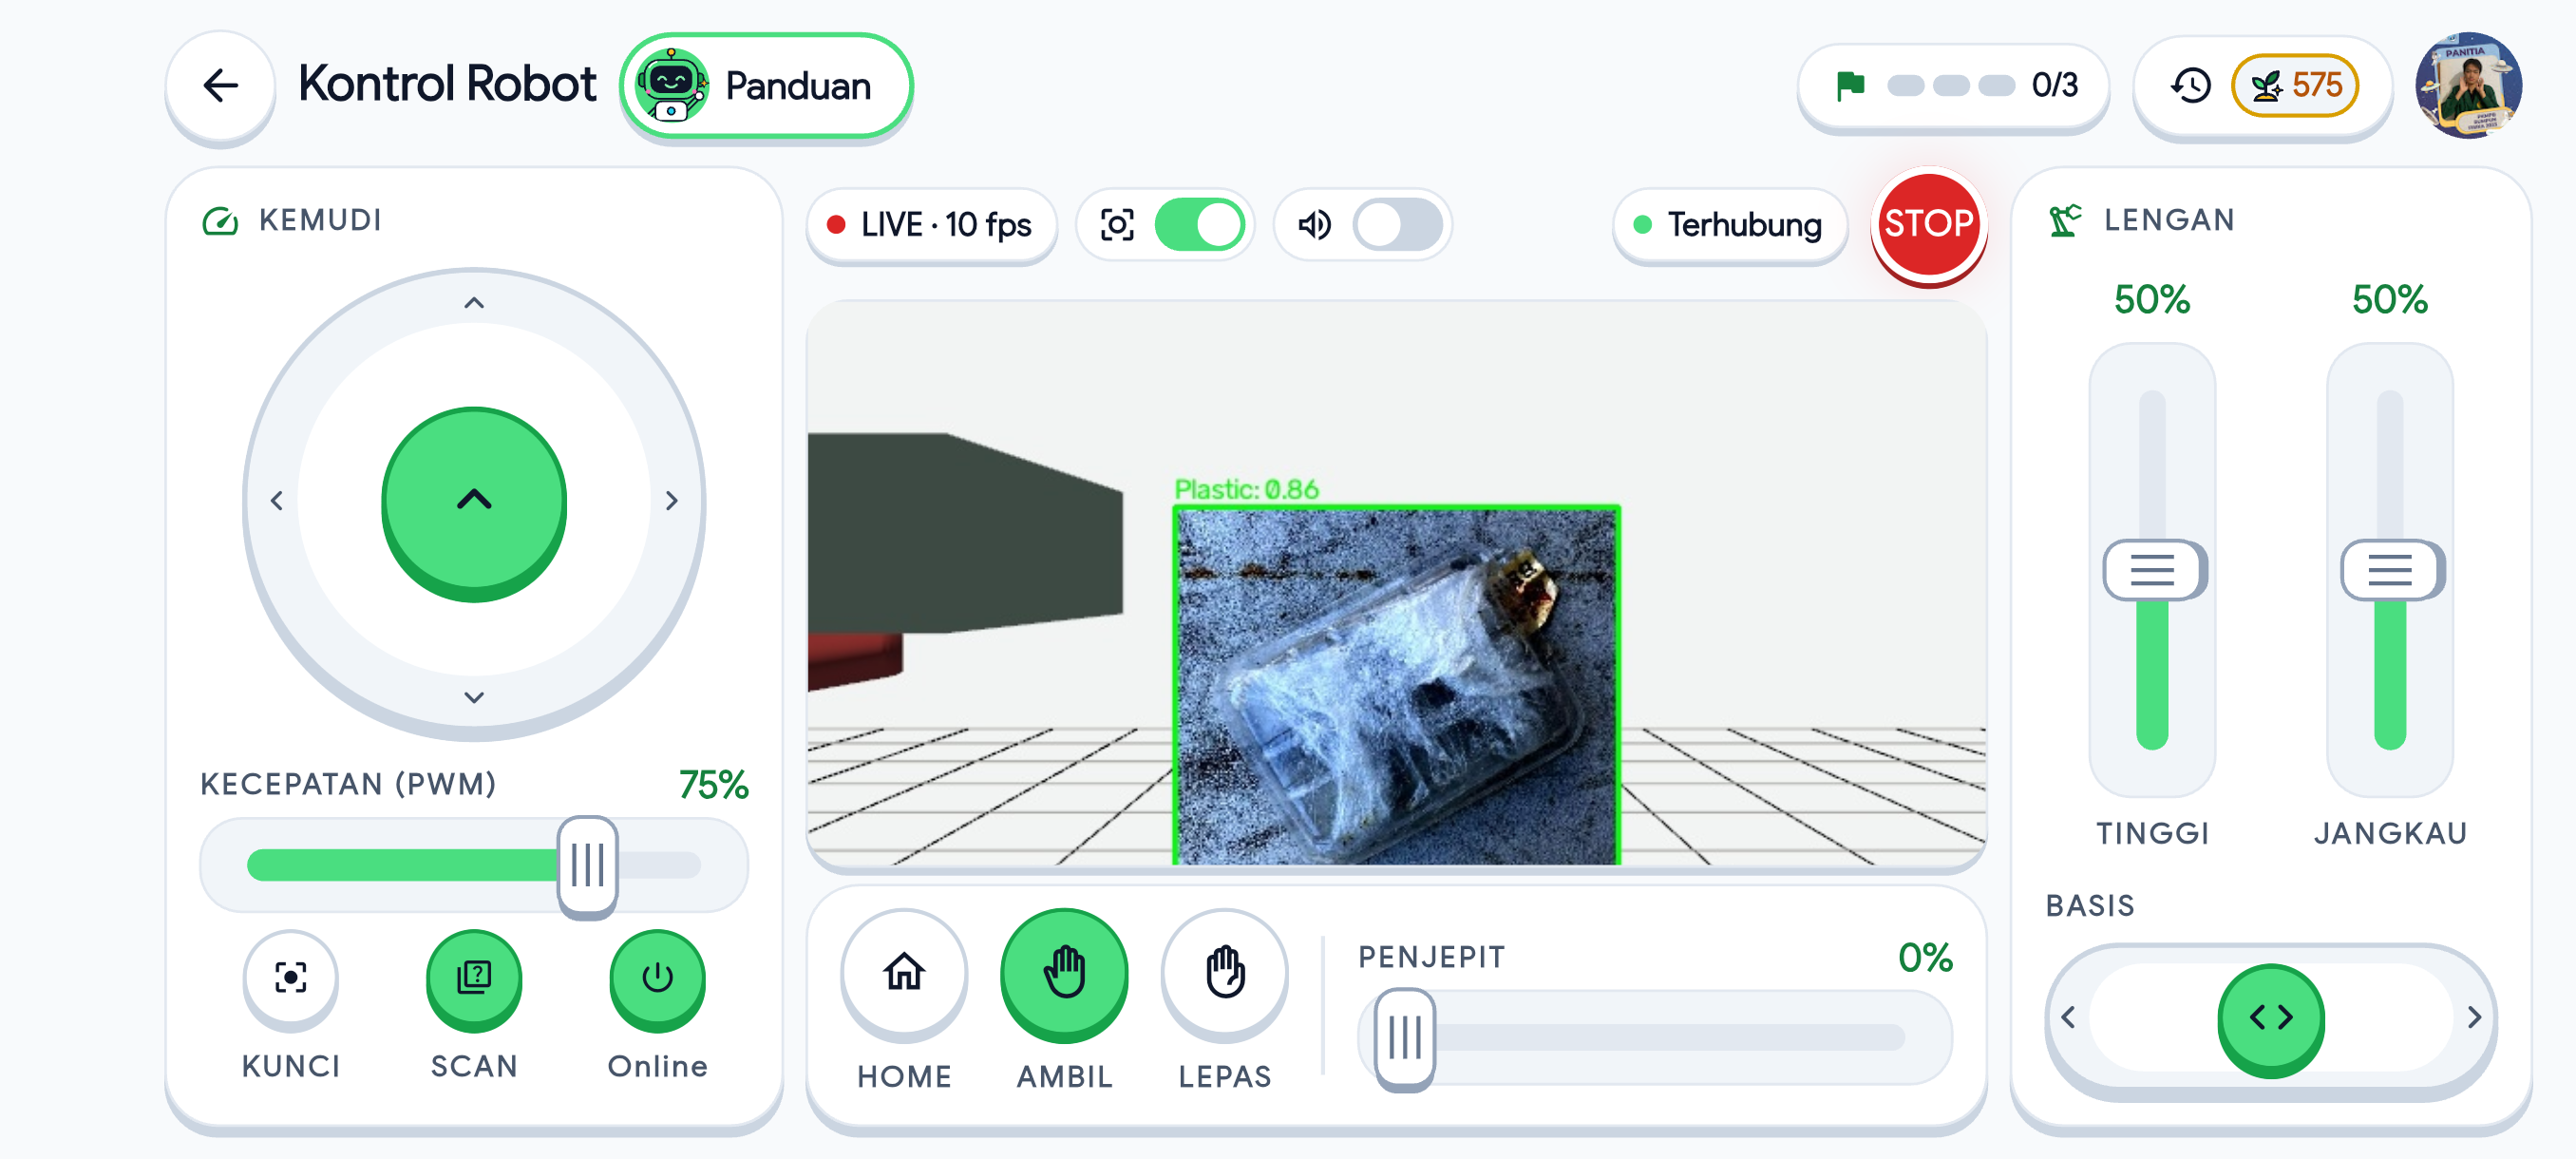 Kontrol Robot
Panduan
0/3
575
PANITIA
KEMUDI
LIVE · 10 fps
Terhubung
STOP
LENGAN
50%
50%
Plastic: 0.86
KECEPATAN (PWM)
75%
TINGGI
JANGKAU
BASIS
KUNCI
SCAN
Online
HOME
AMBIL
LEPAS
PENJEPIT
0%